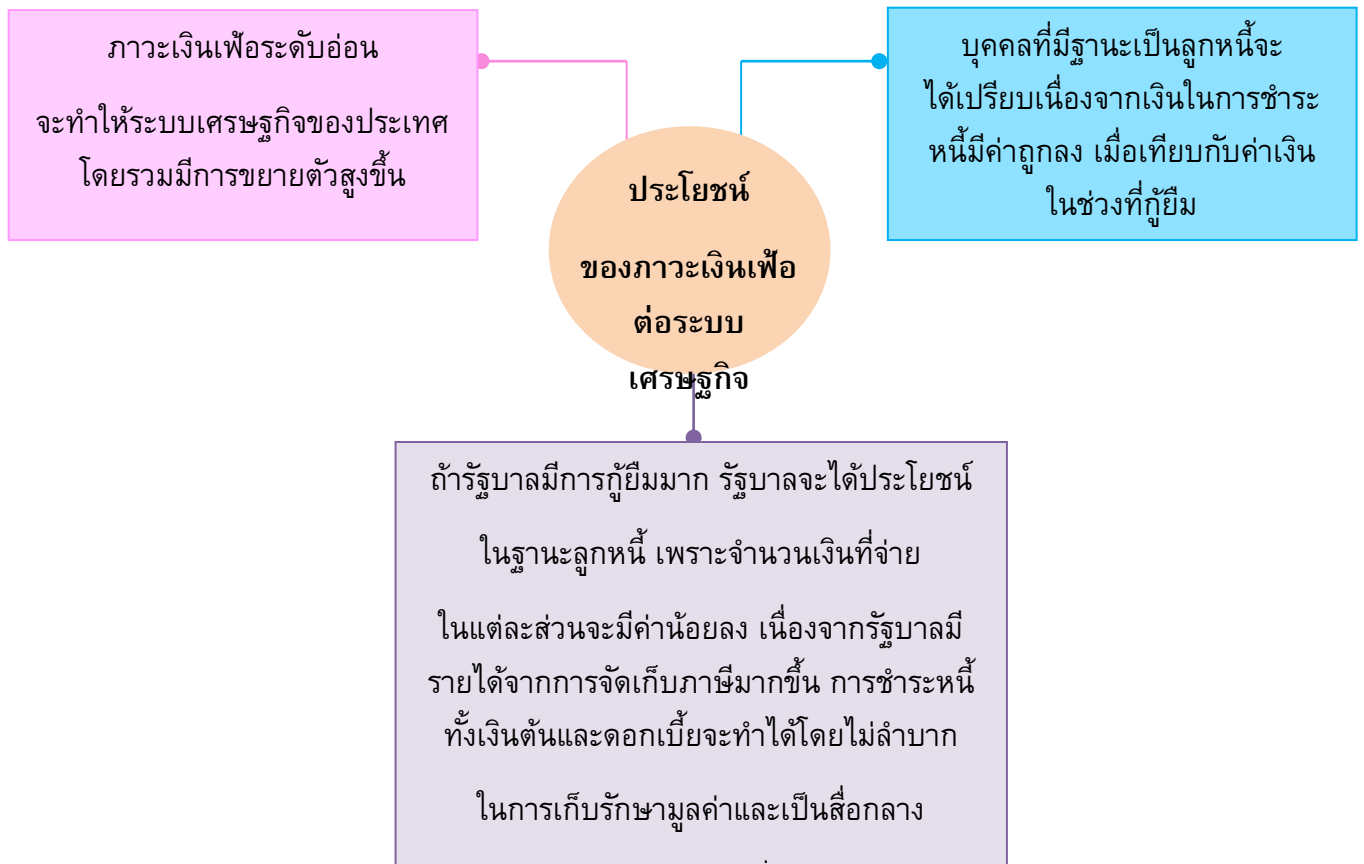 ภาวะเงินเฟ้อระดับอ่อน
จะทำให้ระบบเศรษฐกิจของประเทศ
โดยรวมมีการขยายตัวสูงขึ้น
บุคคลที่มีฐานะเป็นลูกหนี้จะ
ได้เปรียบเนื่องจากเงินในการชำระ
หนี้มีค่าถูกลง เมื่อเทียบกับค่าเงิน
ในช่วงที่กู้ยืม
ประโยชน์
ของภาวะเงินเฟ้อ
ต่อระบบ
เศรษฐกิจ
ถ้ารัฐบาลมีการกู้ยืมมาก รัฐบาลจะได้ประโยชน์
ในฐานะลูกหนี้ เพราะจำนวนเงินที่จ่าย
ในแต่ละส่วนจะมีค่าน้อยลง เนื่องจากรัฐบาลมี
รายได้จากการจัดเก็บภาษีมากขึ้น การชำระหนี้
ทั้งเงินต้นและดอกเบี้ยจะทำได้โดยไม่ลำบาก
ในการเก็บรักษามูลค่าและเป็นสื่อกลาง